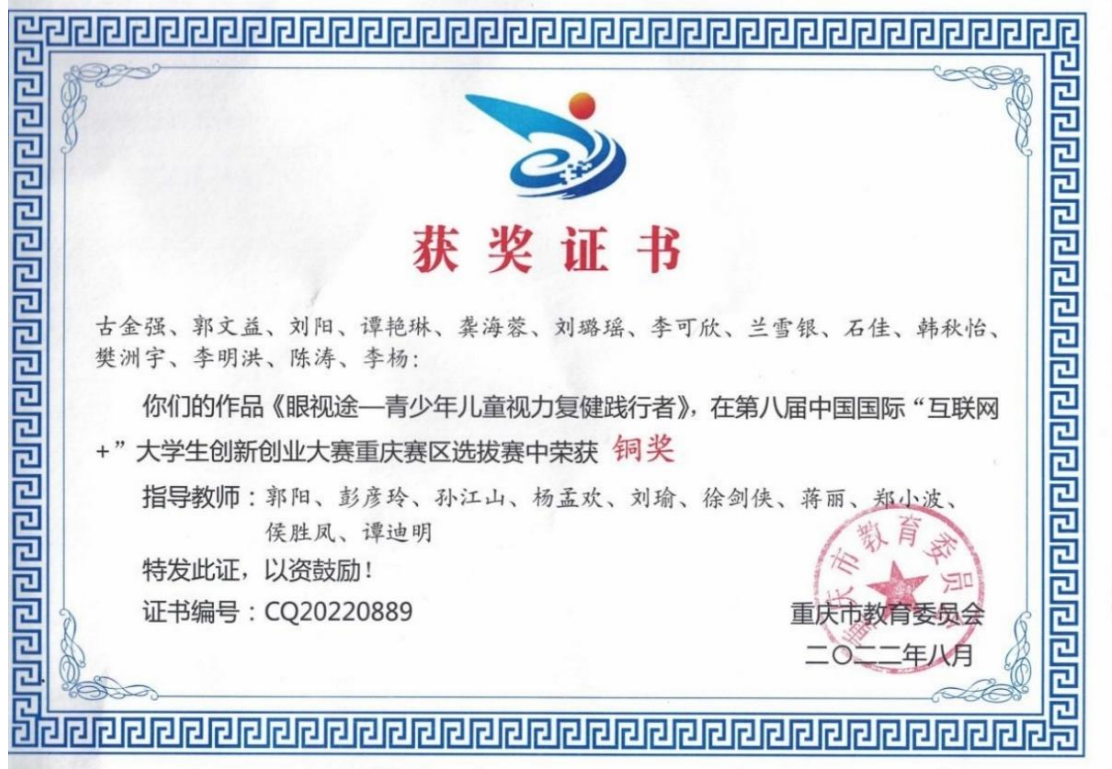 获奖证书
古金强、郭文益、刘阳、谭艳琳、龚海蓉、刘璐瑶、李可欣、兰雪银、石佳、韩秋怡、
樊洲宇、李明洪、陈涛、李杨：
你们的作品《眼视途—青少年儿童视力复健践行者》，在第八届中国国际“互联网
+”大学生创新创业大赛重庆赛区选拔赛中荣获 铜奖
指导教师：郭阳、彭彦玲、孙江山、杨孟欢、刘瑜、徐剑侠、蒋丽、郑小波、
侯胜凤、谭迪明
特发此证，以资鼓励！
证书编号：CQ20220889
重庆市教育委员会
二〇二二年八月
重庆市教育委员会